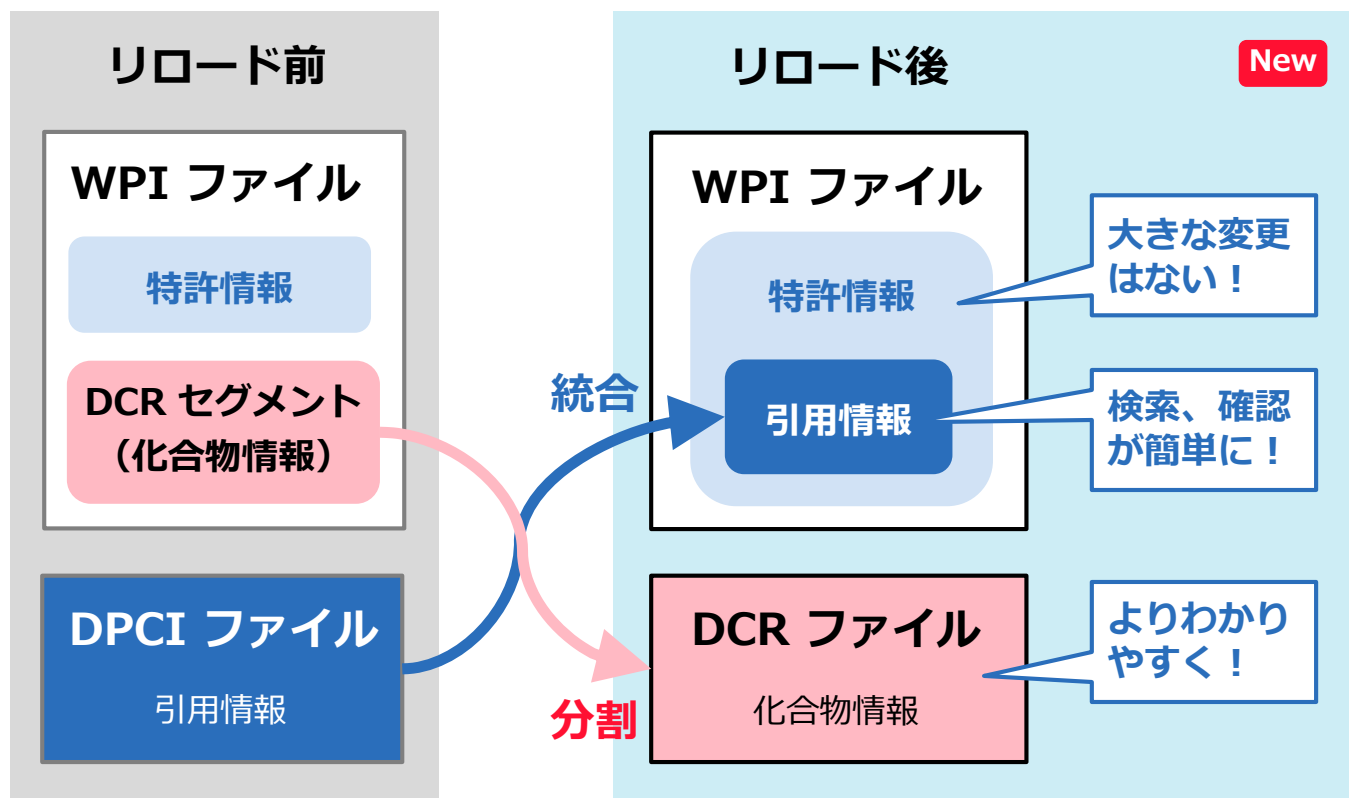 リロード前
WPI ファイル
特許情報
DCR セグメント
（化合物情報）
DPCI ファイル
引用情報
統合
分割
リロード後
New
WPI ファイル
特許情報
引用情報
大きな変更
はない！
検索、確認
が簡単に！
DCR ファイル
化合物情報
よりわかり
やすく！